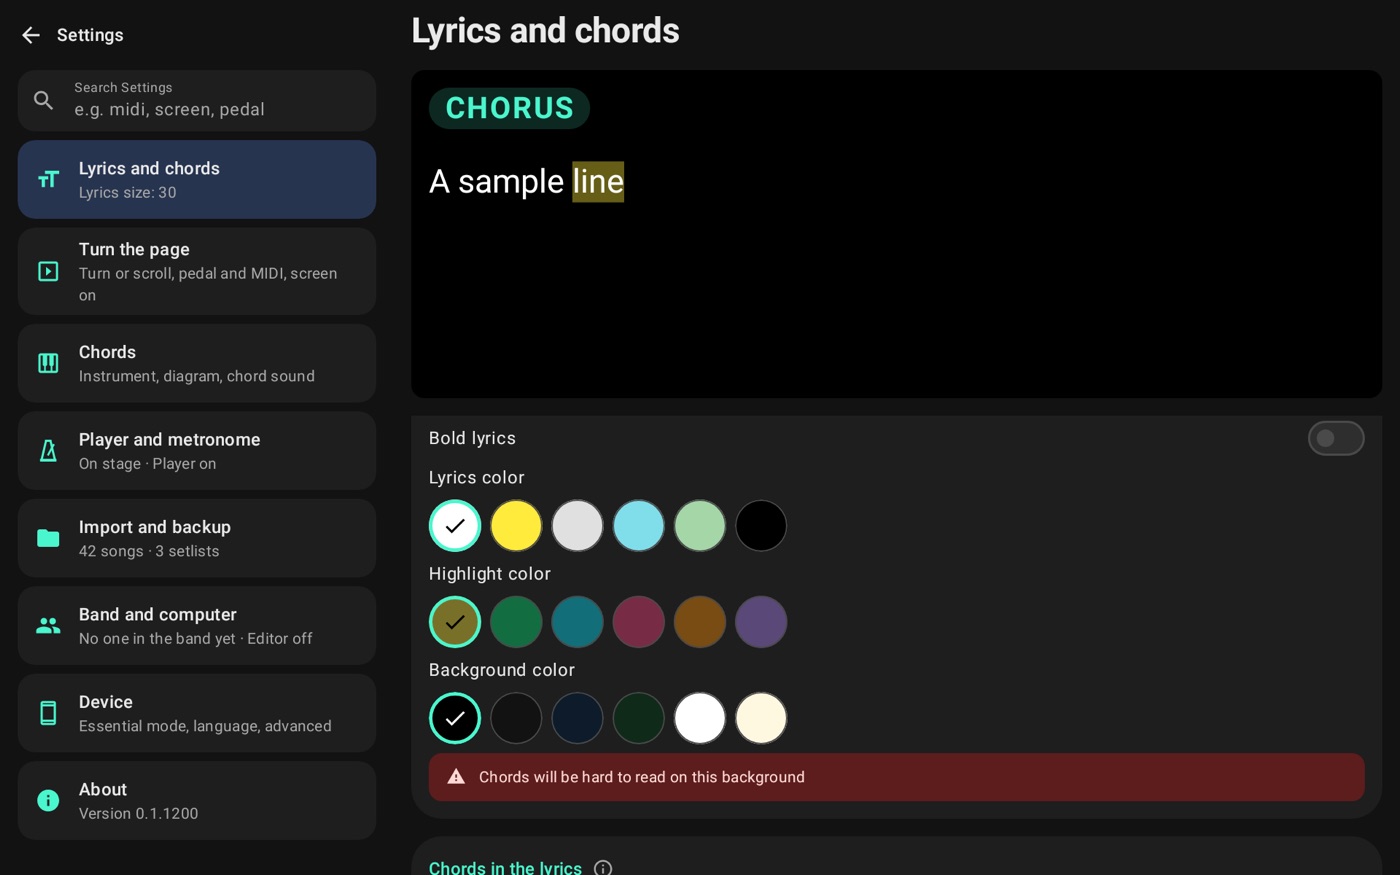 Settings
Search Settings
e.g. midi, screen, pedal
Lyrics and chords
Lyrics size: 30
Turn the page
Turn or scroll, pedal and MIDI, screen
on
Chords
Instrument, diagram, chord sound
Player and metronome
On stage · Player on
Import and backup
42 songs · 3 setlists
Band and computer
No one in the band yet · Editor off
Device
Essential mode, language, advanced
About
Version 0.1.1200
Lyrics and chords
CHORUS
A sample line
Bold lyrics
Lyrics color
Highlight color
Background color
Chords will be hard to read on this background
Chords in the lyrics